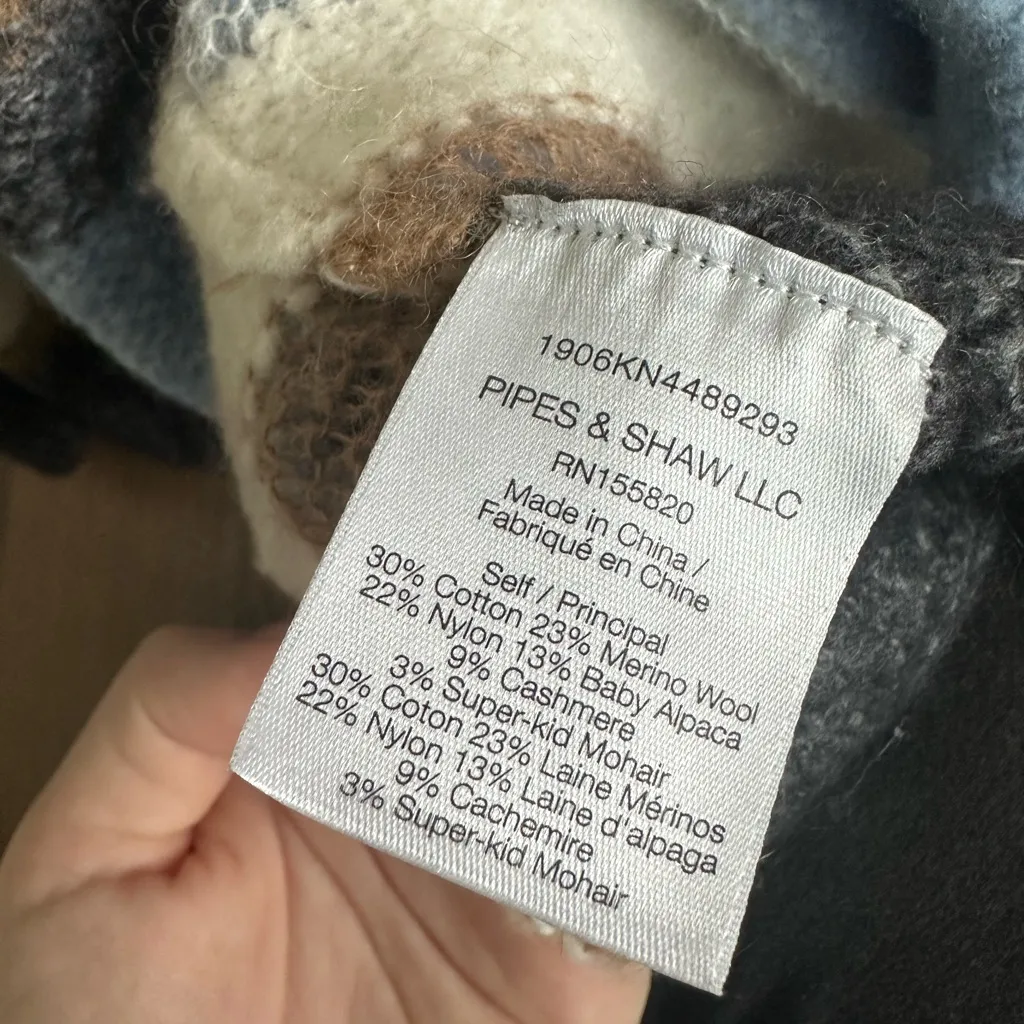 1906KN4489293
PIPES & SHAW LLC
RN155820
Made in China /
Fabriqué en Chine
Self / Principal
30% Cotton 23% Merino Wool
22% Nylon 13% Baby Alpaca
9% Cashmere
3% Super-kid Mohair
30% Coton 23% Laine Mérinos
22% Nylon 13% Laine d'alpaga
9% Cachemire
3% Super-kid Mohair